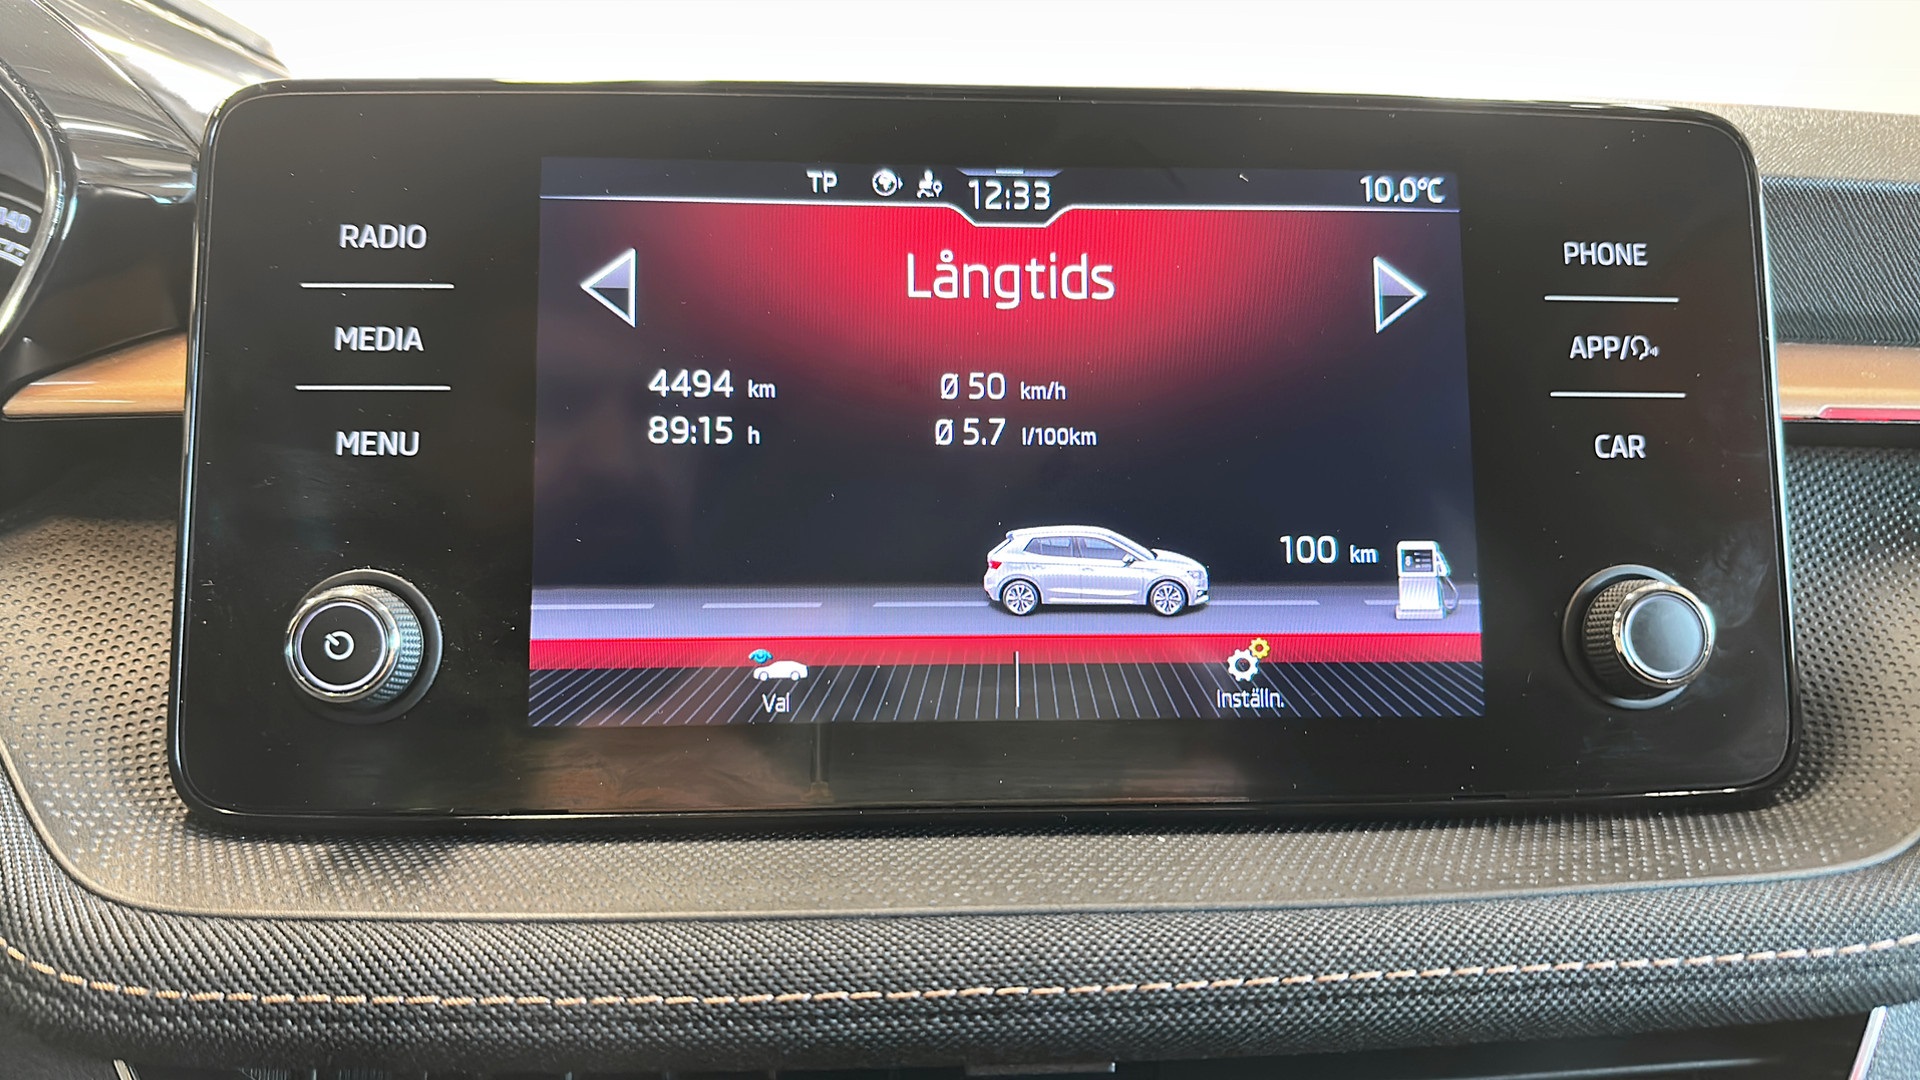 TP 12:33 10.0°C
Långtids
4494 km Ø 50 km/h
89:15 h Ø 5.7 l/100km
100 km
Val Inställn.
RADIO
MEDIA
MENU
PHONE
APP/
CAR
140